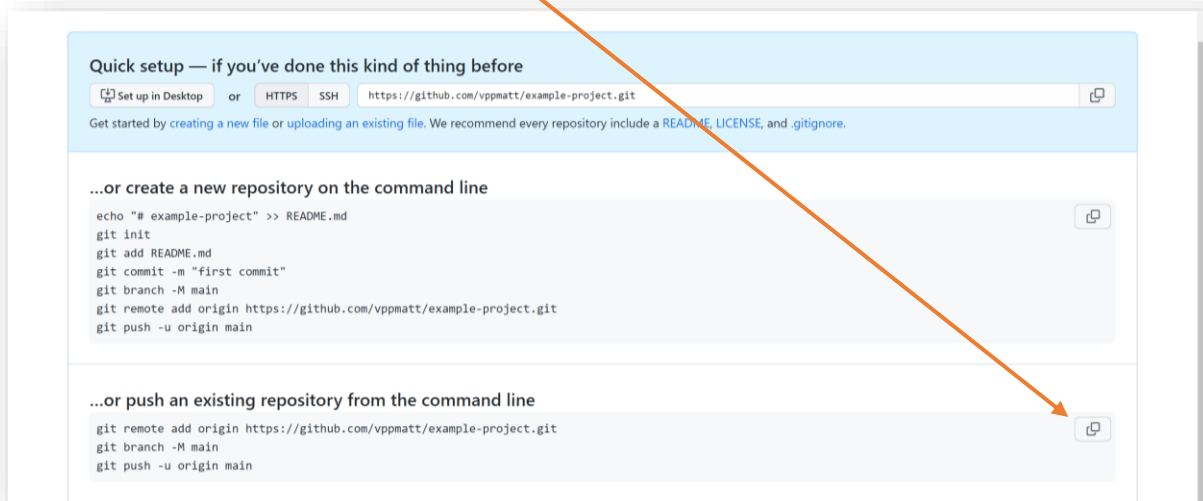 Quick setup — if you’ve done this kind of thing before
Set up in Desktop or HTTPS SSH https://github.com/vppmatt/example-project.git
Get started by creating a new file or uploading an existing file. We recommend every repository include a README, LICENSE, and .gitignore.
...or create a new repository on the command line
echo "# example-project" >> README.md
git init
git add README.md
git commit -m "first commit"
git branch -M main
git remote add origin https://github.com/vppmatt/example-project.git
git push -u origin main
...or push an existing repository from the command line
git remote add origin https://github.com/vppmatt/example-project.git
git branch -M main
git push -u origin main